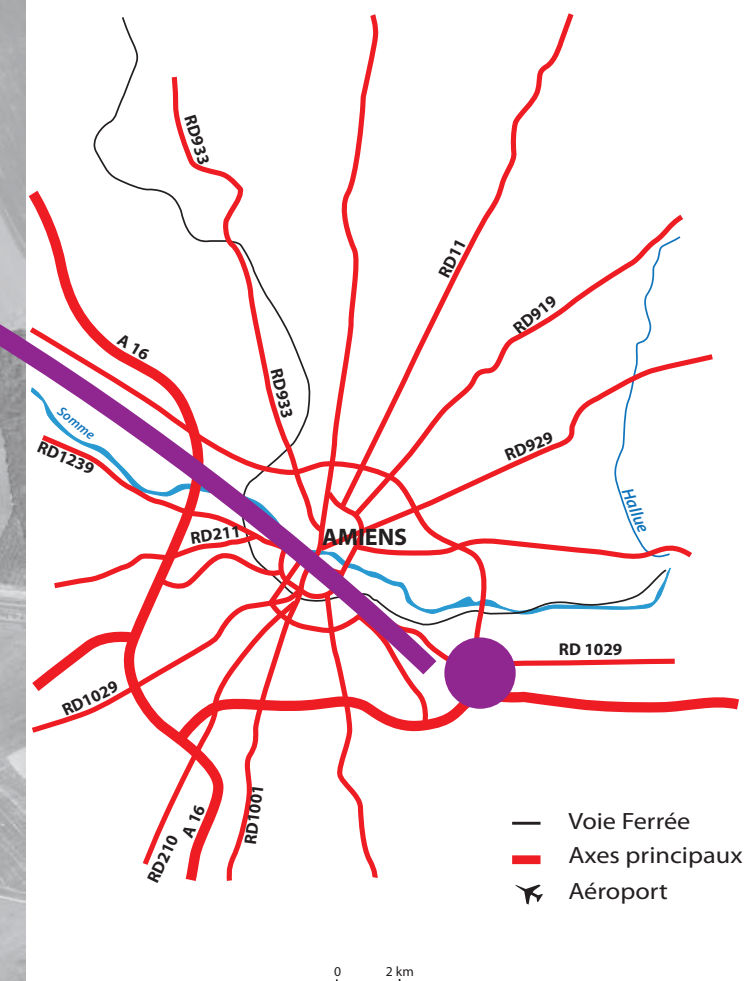 RD933
RD11
RD919
A 16
RD933
Somme
RD1239
RD929
Hallue
RD211
AMIENS
RD 1029
RD1029
A 16
RD1001
RD210
Voie Ferrée
Axes principaux
Aéroport
0 2 km